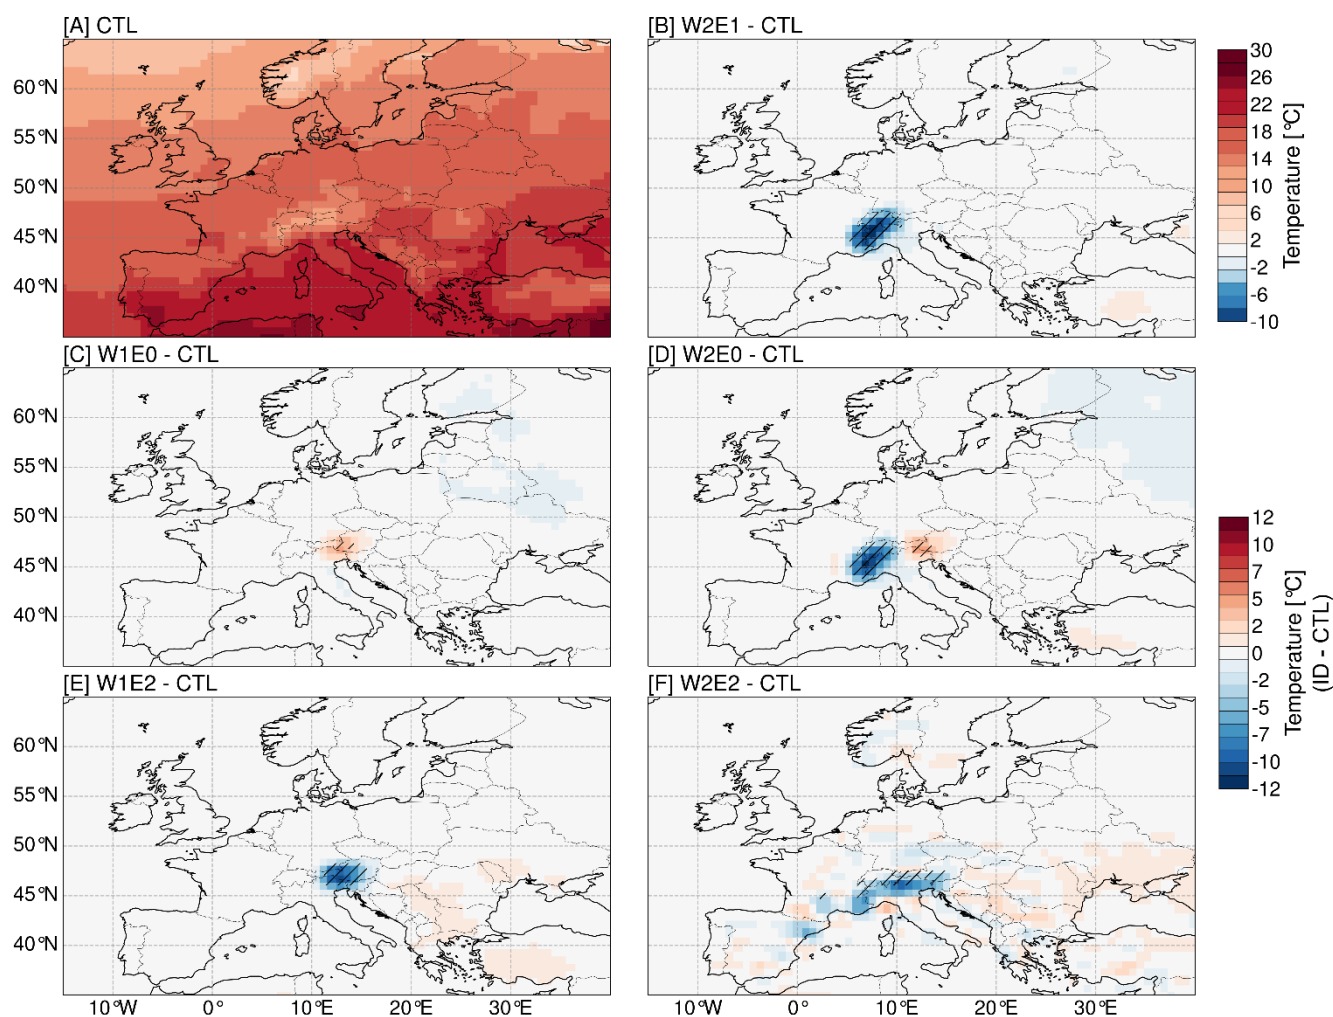 [A] CTL
[B] W2E1 - CTL
60°N
55°N
50°N
45°N
40°N
30
26
22
18
14
10
6
2
-2
-6
-10
Temperature [°C]
[C] W1E0 - CTL
[D] W2E0 - CTL
60°N
55°N
50°N
45°N
40°N
[E] W1E2 - CTL
[F] W2E2 - CTL
60°N
55°N
50°N
45°N
40°N
12
10
7
5
2
0
-2
-5
-7
-10
-12
Temperature [°C]
(ID - CTL)
10°W 0° 10°E 20°E 30°E
10°W 0° 10°E 20°E 30°E